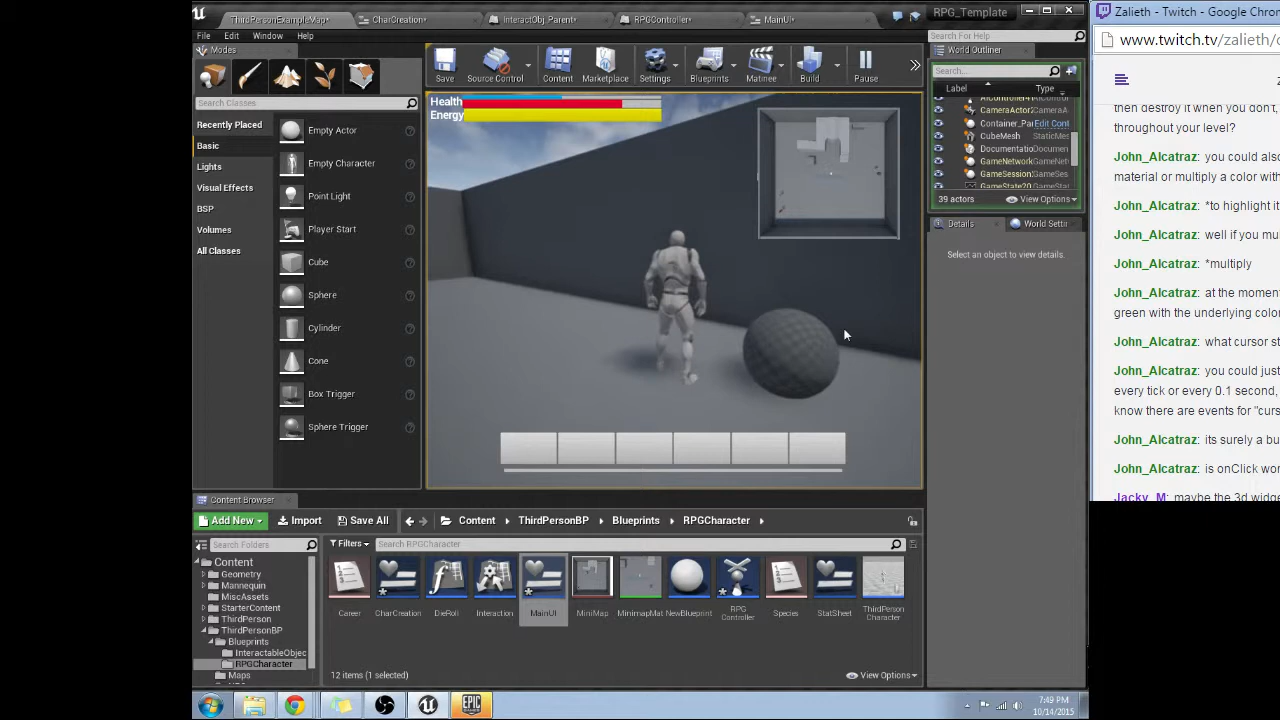 ThirdPersonExampleMap*
CharCreation*
InteractObj_Parent*
RPGController*
MainUI*
RPG_Template
Zalieth - Twitch - Google Chro
File
Edit
Window
Help
Search For Help
www.twitch.tv/zalieth/
Modes
World Outliner
Save
Source Control
Content
Marketplace
Settings
Blueprints
Matinee
Build
Pause
Search...
Label
Type
Search Classes
CameraActor
Container_Pa
Edit Cont
CubeMesh
StaticMes
Documentatio
Documen
GameNetwork
GameNet
GameSession
GameSes
GameState20
GameStat
39 actors
View Options
Recently Placed
Basic
Lights
Visual Effects
BSP
Volumes
All Classes
Empty Actor
Empty Character
Point Light
Player Start
Cube
Sphere
Cylinder
Cone
Box Trigger
Sphere Trigger
Health
Energy
Details
World Setti
Select an object to view details.
then destroy it when you don't
throughout your level?
John_Alcatraz: you could also
material or multiply a color with
John_Alcatraz: *to highlight it
John_Alcatraz: well if you mul
John_Alcatraz: *multiply
John_Alcatraz: at the momen
green with the underlying color
John_Alcatraz: what cursor st
John_Alcatraz: you could just
every tick or every 0.1 second,
know there are events for "curs
John_Alcatraz: its surely a bu
John_Alcatraz: is onClick wor
Jacky_M: maybe the 3d widge
Content Browser
Add New
Import
Save All
Content
ThirdPersonBP
Blueprints
RPGCharacter
Search Folders
Filters
Search RPGCharacter
Content
Geometry
Mannequin
MiscAssets
StarterContent
ThirdPerson
ThirdPersonBP
Blueprints
InteractableObjec
RPGCharacter
Maps
Career
CharCreation
DieRoll
Interaction
MainUI
MiniMap
MinimapMat
NewBlueprint
RPG
Controller
Species
StatSheet
ThirdPerson
Character
12 items (1 selected)
View Options
7:49 PM
10/14/2015